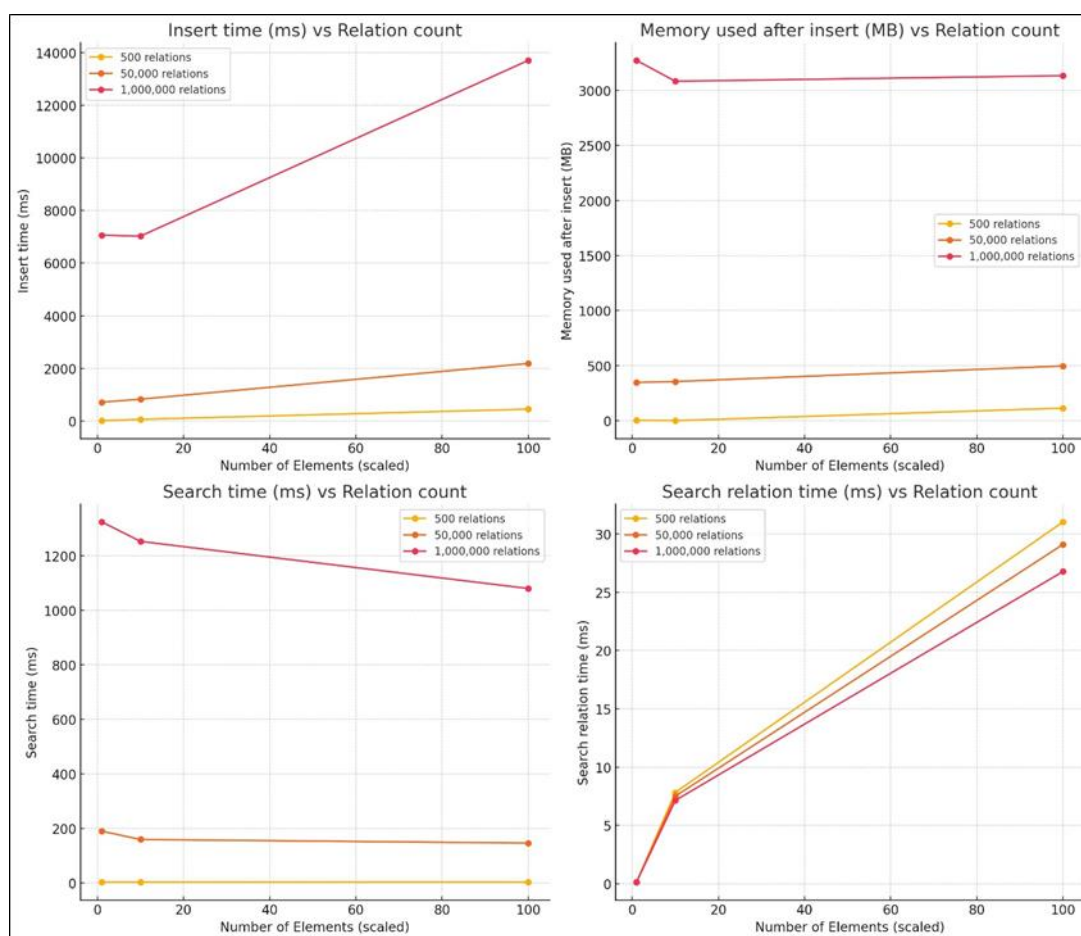 Insert time (ms) vs Relation count
14000
12000
10000
8000
6000
4000
2000
0
Insert time (ms)
500 relations
50,000 relations
1,000,000 relations
0 20 40 60 80 100
Number of Elements (scaled)
Memory used after insert (MB) vs Relation count
3000
2500
2000
1500
1000
500
0
Memory used after insert (MB)
500 relations
50,000 relations
1,000,000 relations
0 20 40 60 80 100
Number of Elements (scaled)
Search time (ms) vs Relation count
1200
1000
800
600
400
200
0
Search time (ms)
500 relations
50,000 relations
1,000,000 relations
0 20 40 60 80 100
Number of Elements (scaled)
Search relation time (ms) vs Relation count
30
25
20
15
10
5
0
Search relation time (ms)
500 relations
50,000 relations
1,000,000 relations
0 20 40 60 80 100
Number of Elements (scaled)